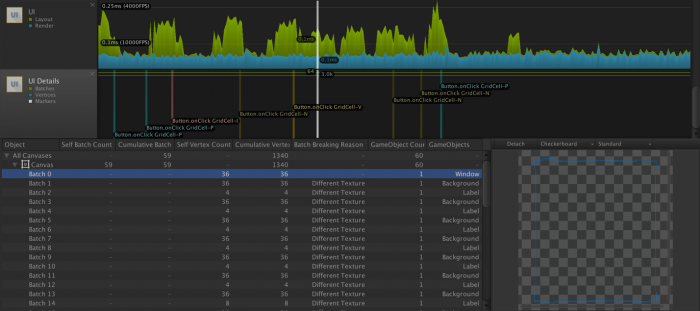 UI
Layout
Render
0.25ms (4000FPS)
0.1ms (10000FPS)
0.1ms
0.1ms
UI Details
Batches
Vertices
Markers
64
1.0k
Button.onClick GridCell-P
Button.onClick GridCell-N
Button.onClick GridCell-V
Button.onClick GridCell-N
Button.onClick GridCell-I
Button.onClick GridCell-P
Button.onClick GridCell-P
Object Self Batch Count Cumulative Batch Self Vertex Count Cumulative Vertex Batch Breaking Reason GameObject Coun GameObjects
All Canvases - 59 - 1340 60
Canvas 59 59 - 1340 60
Batch 0 - - 36 36 1 Window
Batch 1 - - 36 36 Different Texture 1 Background
Batch 2 - - 4 4 Different Texture 1 Label
Batch 3 - - 36 36 Different Texture 1 Background
Batch 4 - - 4 4 Different Texture 1 Label
Batch 5 - - 36 36 Different Texture 1 Background
Batch 6 - - 4 4 Different Texture 1 Label
Batch 7 - - 36 36 Different Texture 1 Background
Batch 8 - - 4 4 Different Texture 1 Label
Batch 9 - - 36 36 Different Texture 1 Background
Batch 10 - - 4 4 Different Texture 1 Label
Batch 11 - - 36 36 Different Texture 1 Background
Batch 12 - - 4 4 Different Texture 1 Label
Batch 13 - - 36 36 Different Texture 1 Background
Batch 14 - - 8 8 Different Texture 1 Label
Detach Checkerboard Standard